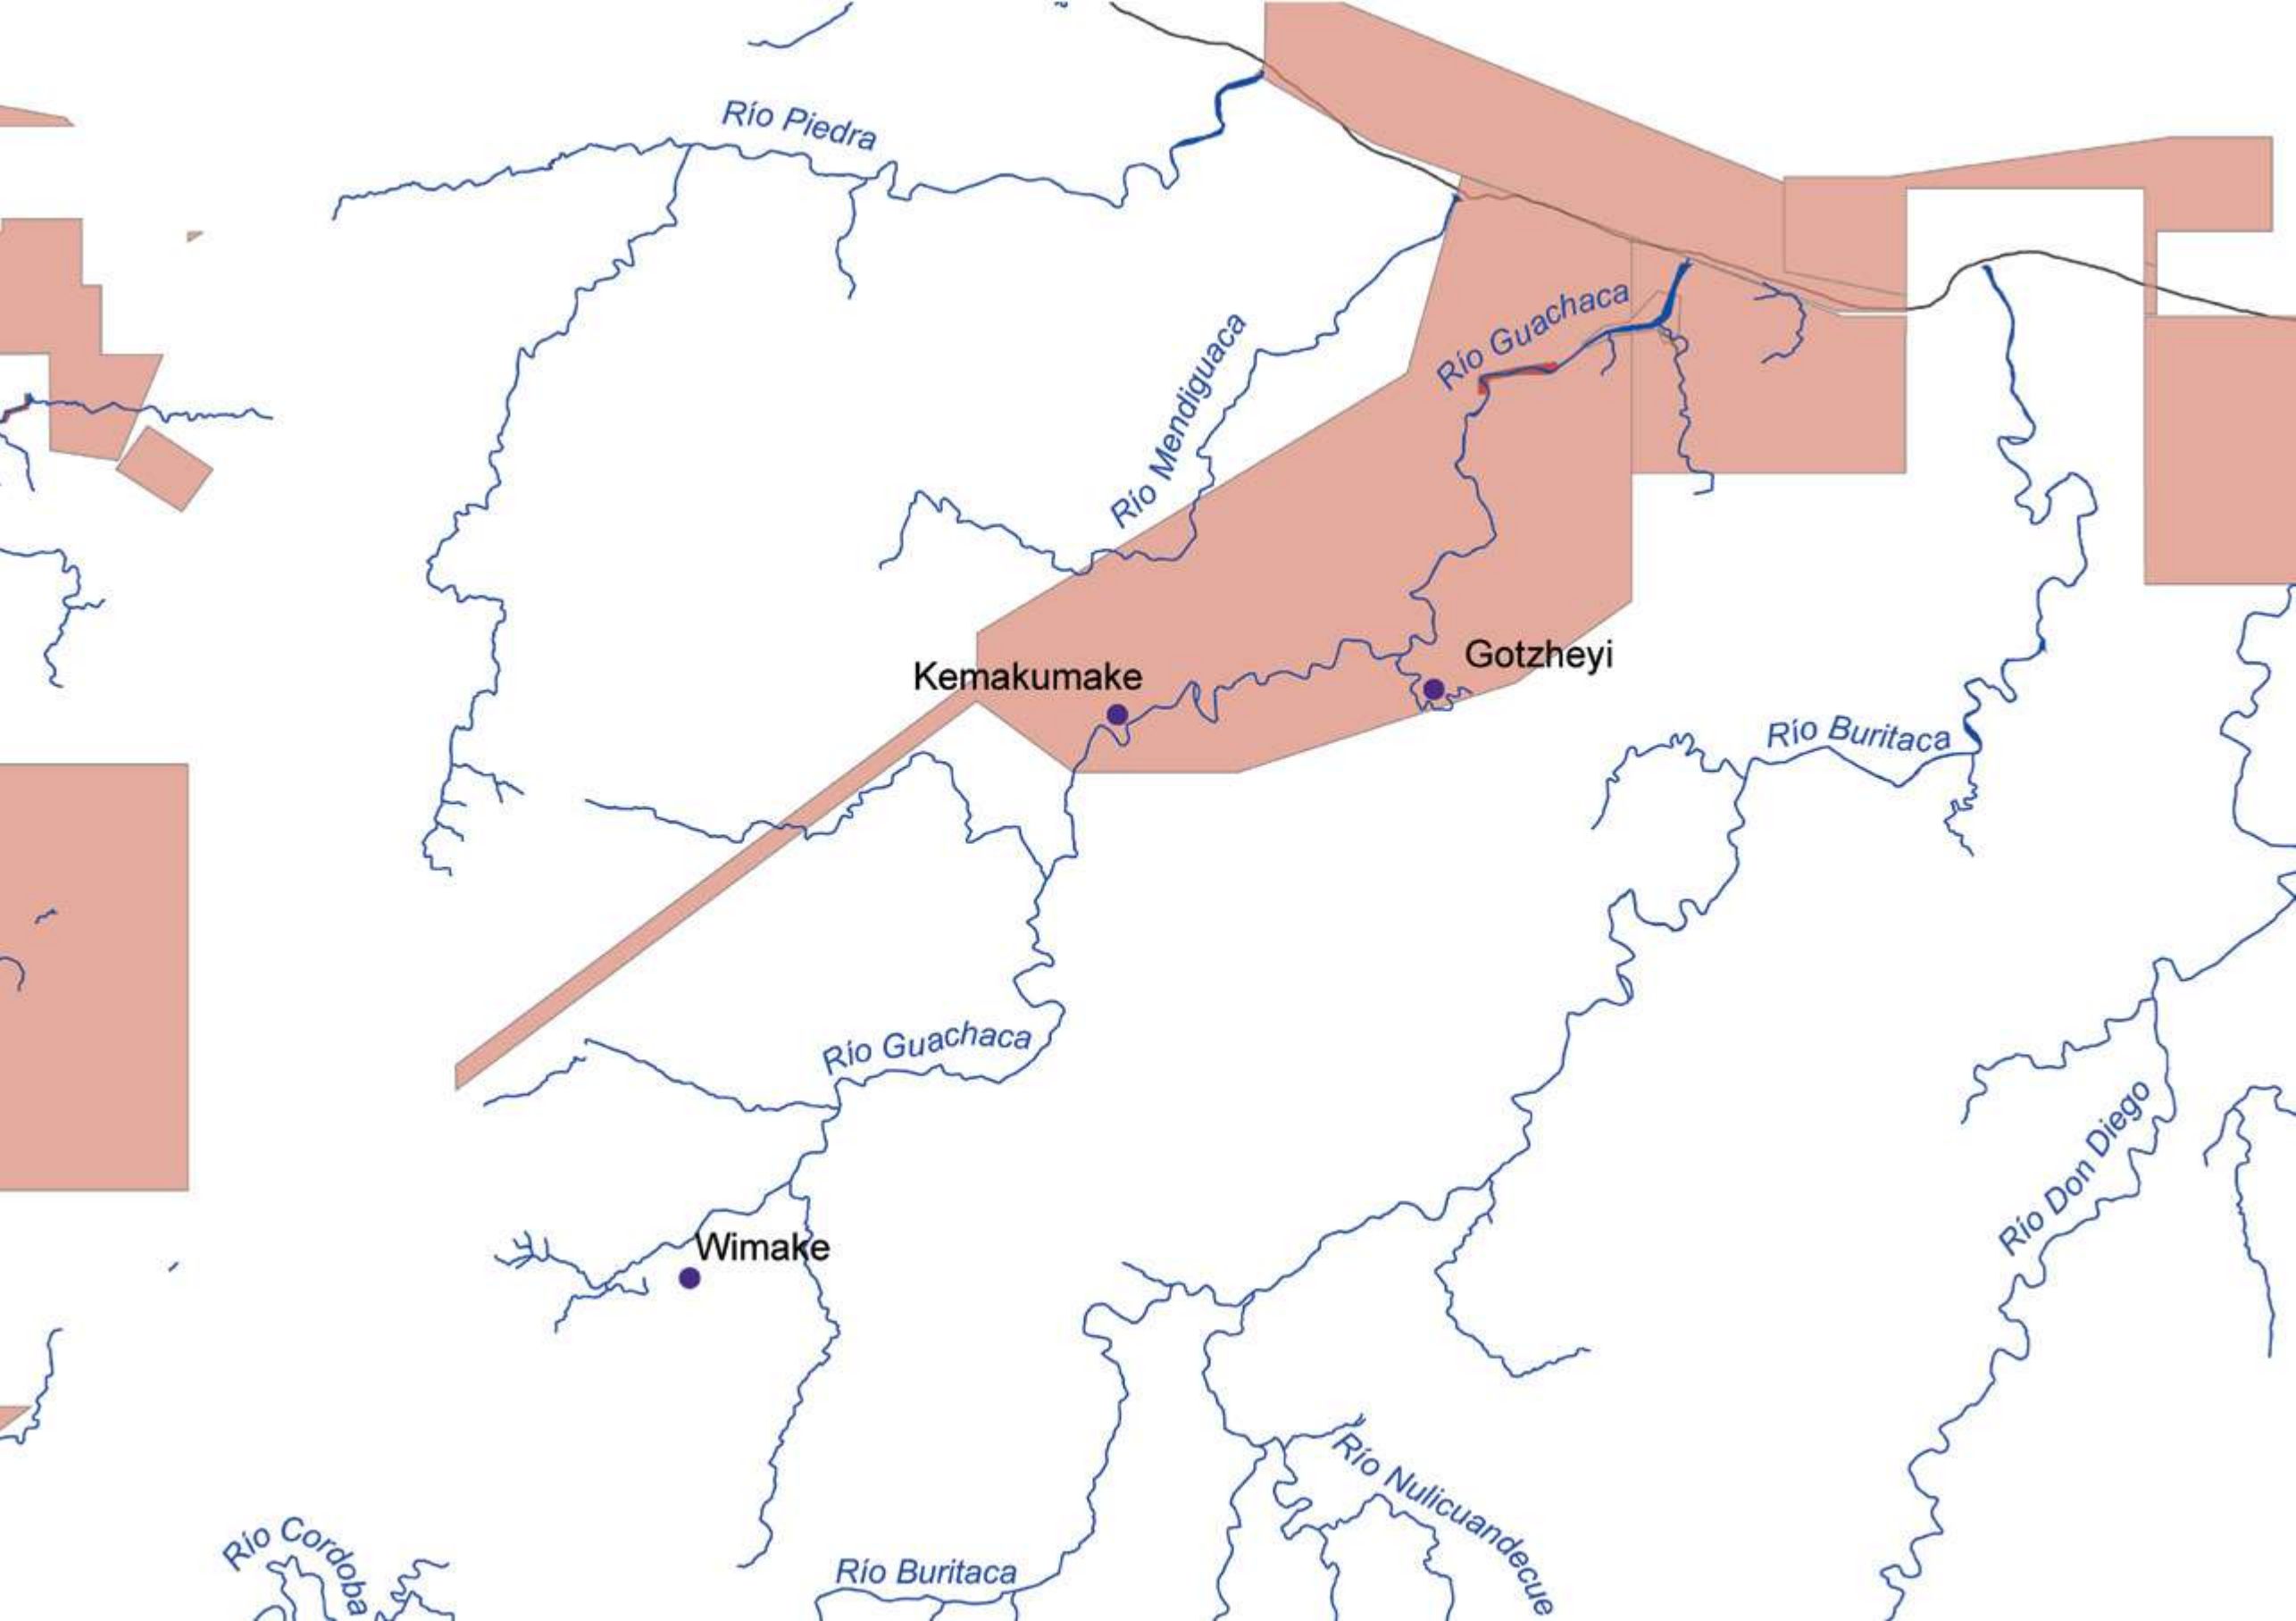 Río Piedra
Río Guachaca
Río Mendiguaca
Gotzheyi
Kemakumake
Río Buritaca
Río Guachaca
Río Don Diego
Wimake
Río Nulicuandecue
Río Cordoba
Río Buritaca